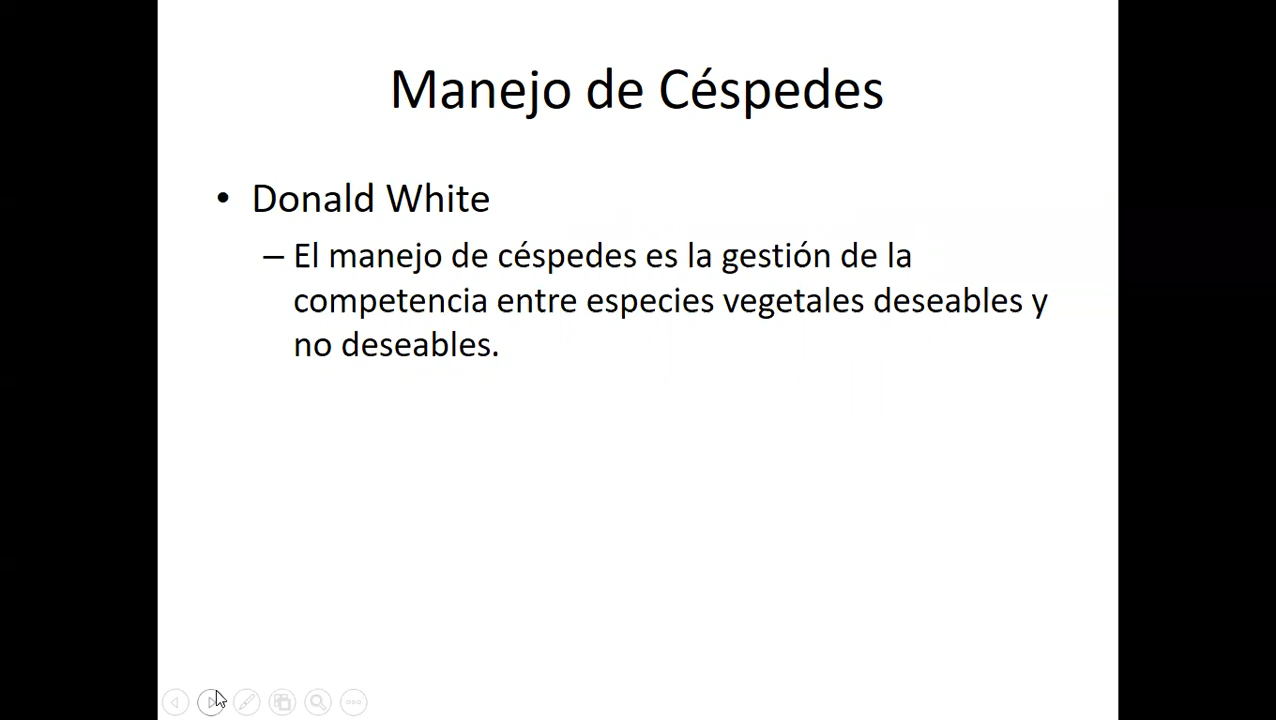 Manejo de Céspedes
• Donald White
– El manejo de céspedes es la gestión de la
competencia entre especies vegetales deseables y
no deseables.